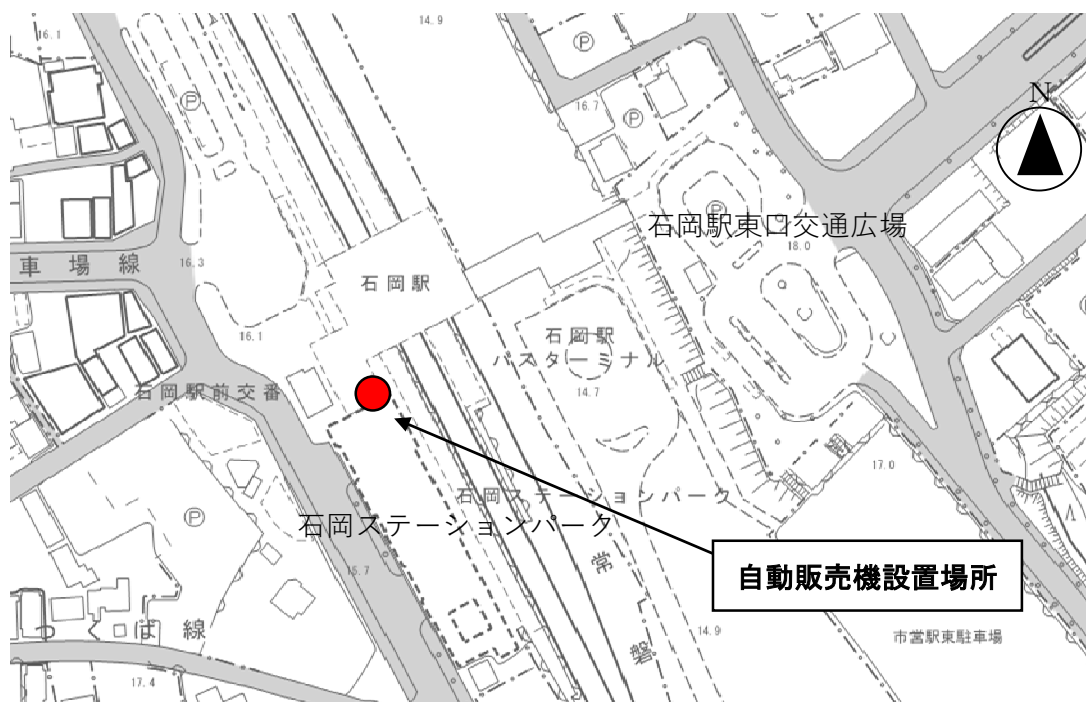 14.9
16.1
P
P
16.7
P
N
P
石岡駅東口交通広場
18.0
車場線
16.3
石岡駅
16.1
石岡駅
バスターミナル
14.7
石岡駅前交番
17.0
石岡ステーションパーク
P
石岡ステーションパーク
常
15.7
自動販売機設置場所
ば線
14.9
市営駅東駐車場
磐
17.4